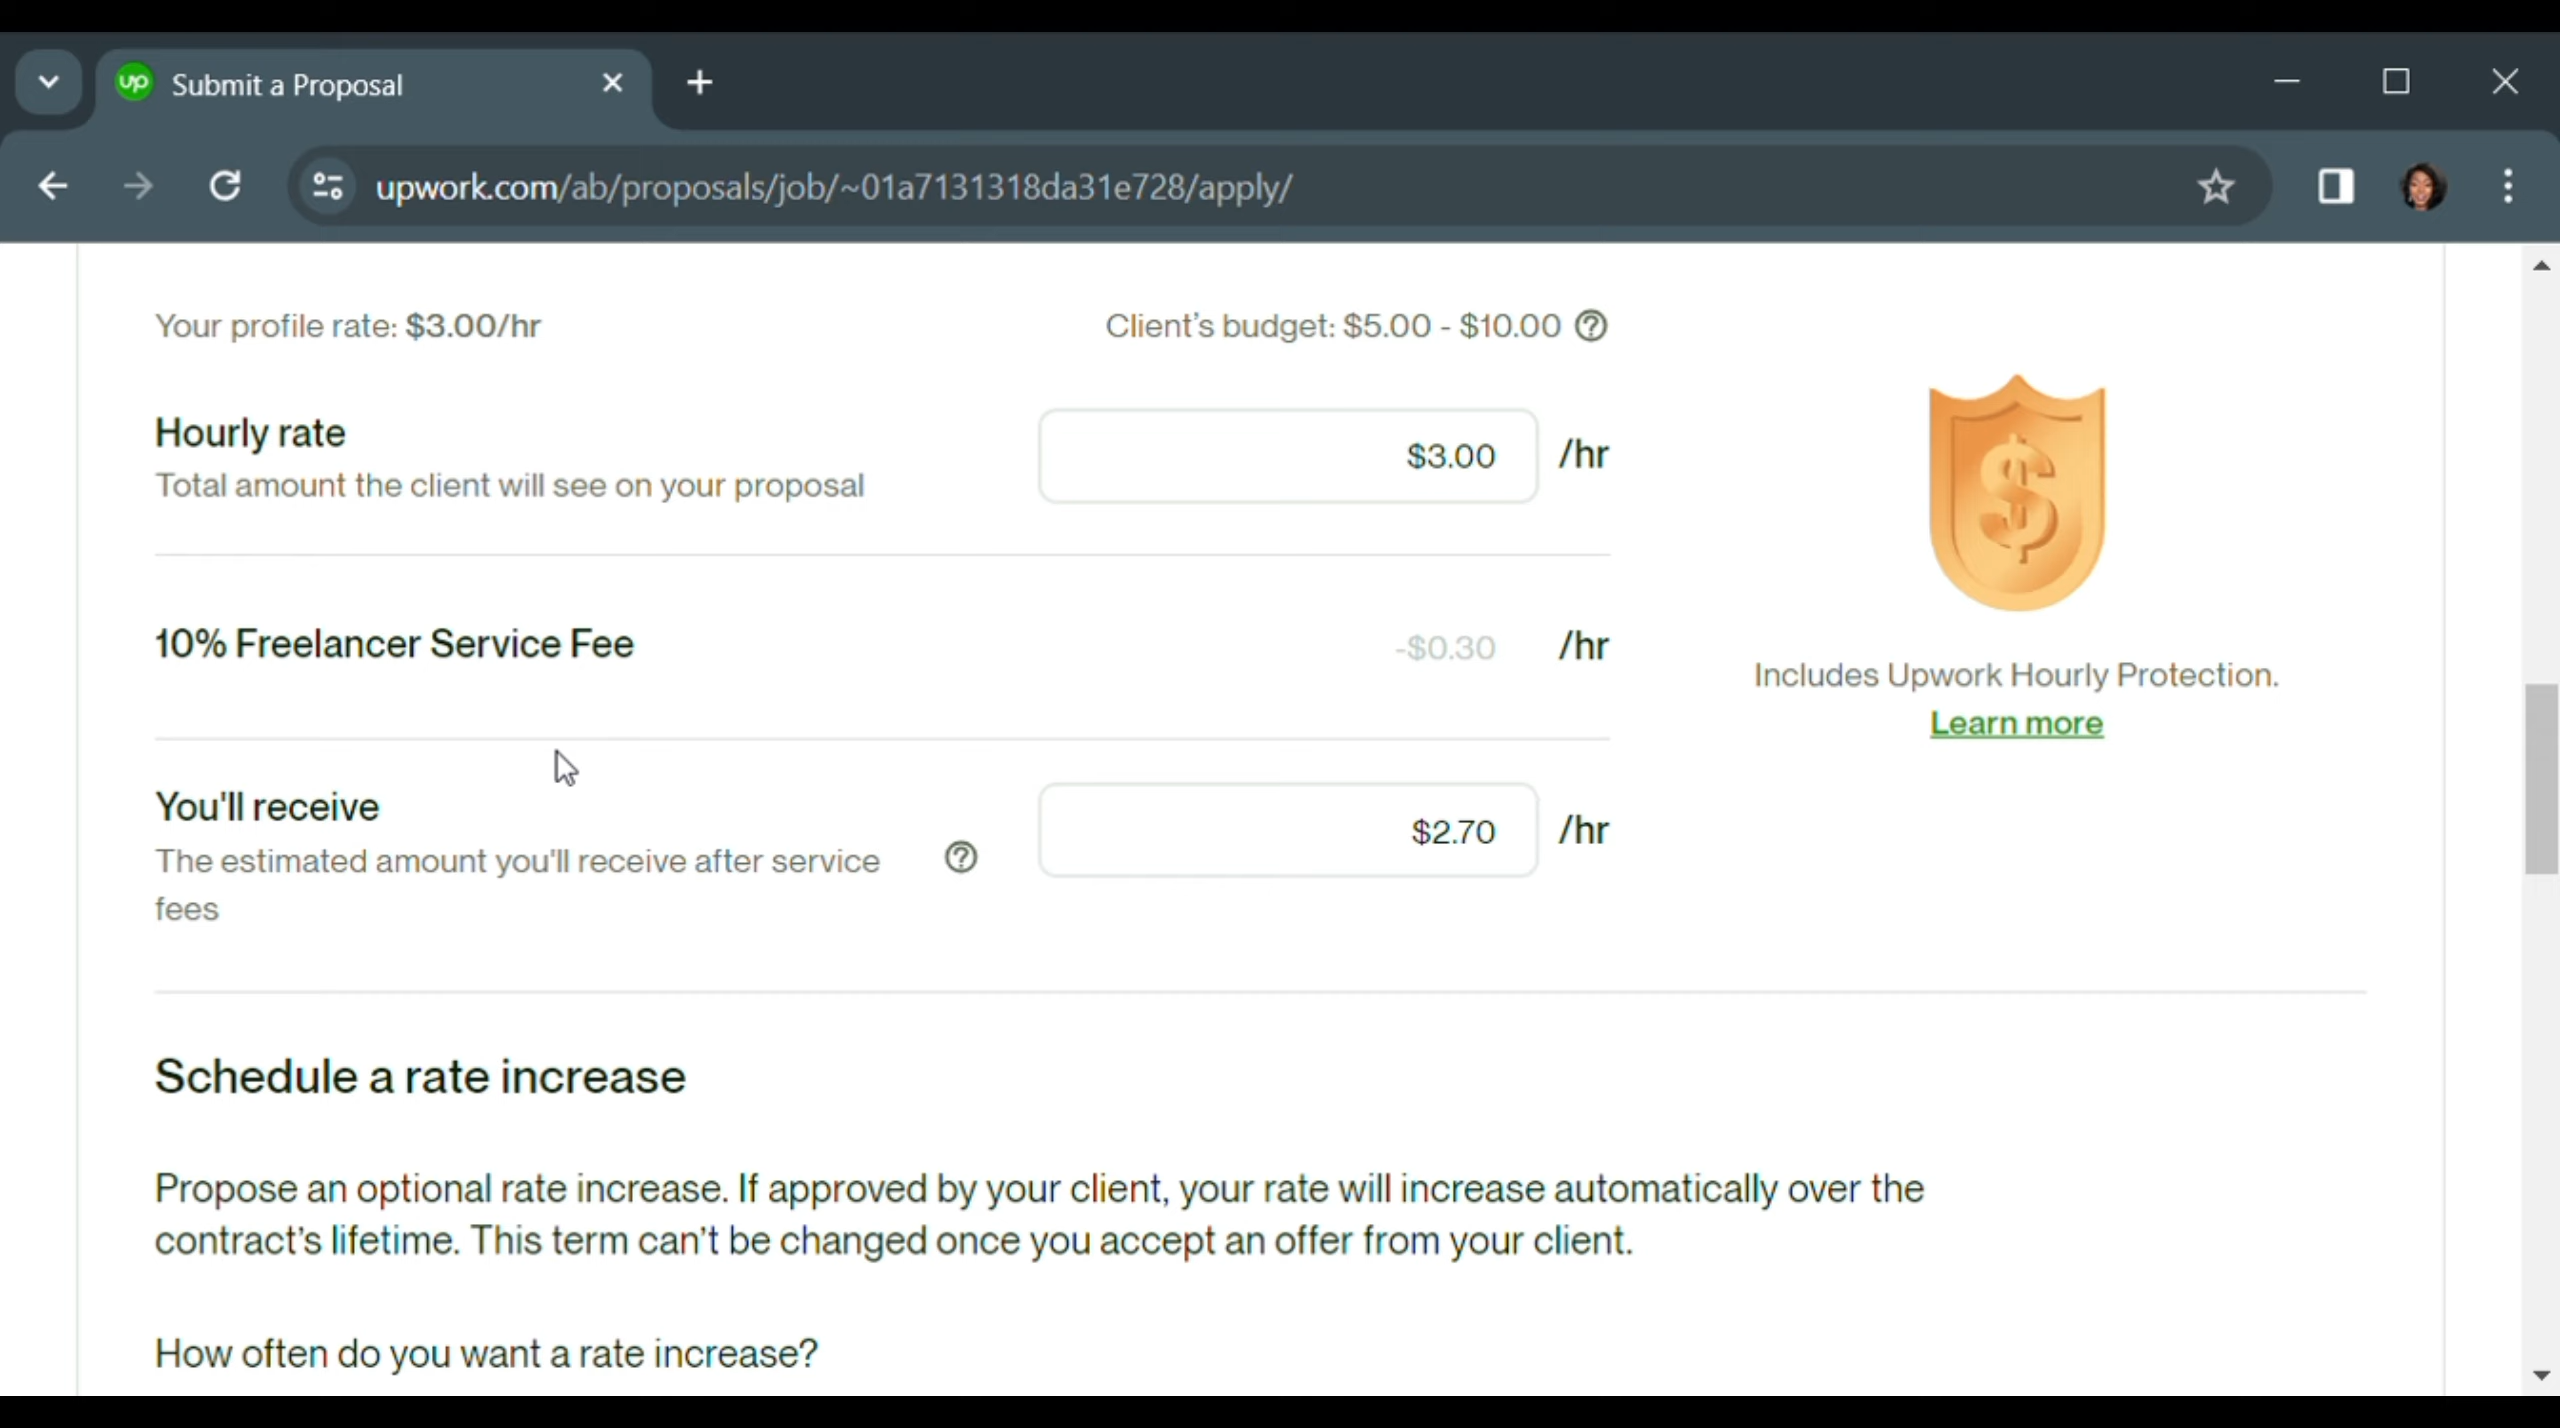 up Submit a Proposal
upwork.com/ab/proposals/job/~01a7131318da31e728/apply/
Your profile rate: $3.00/hr
Client's budget: $5.00 - $10.00 ?
Hourly rate
$3.00 /hr
Total amount the client will see on your proposal
10% Freelancer Service Fee
-$0.30 /hr
$
Includes Upwork Hourly Protection.
Learn more
You'll receive
$2.70 /hr
The estimated amount you'll receive after service ?
fees
Schedule a rate increase
Propose an optional rate increase. If approved by your client, your rate will increase automatically over the
contract's lifetime. This term can't be changed once you accept an offer from your client.
How often do you want a rate increase?